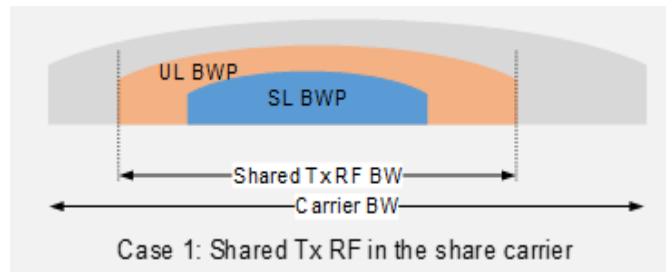 UL BWP
SL BWP
Shared Tx RF BW
Carrier BW
Case 1: Shared Tx RF in the share carrier